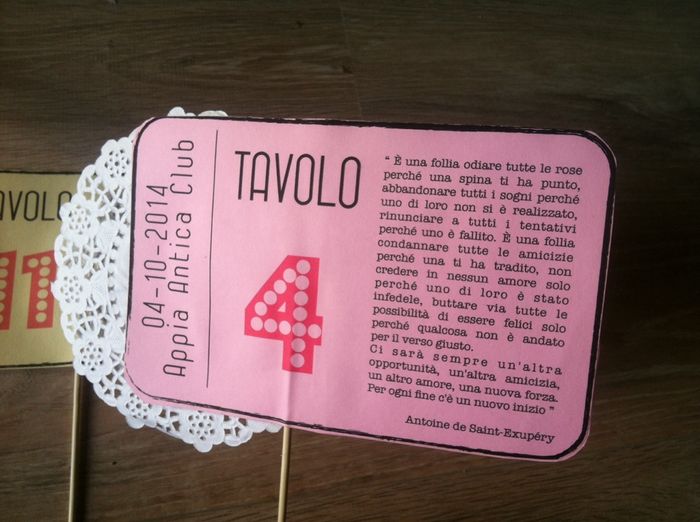 04-10-2014
Appia Antica Club
TAVOLO
4
“ È una follia odiare tutte le rose
perché una spina ti ha punto,
abbandonare tutti i sogni perché
uno di loro non si è realizzato,
rinunciare a tutti i tentativi
perché uno è fallito. È una follia
condannare tutte le amicizie
perché una ti ha tradito, non
credere in nessun amore solo
perché uno di loro è stato
infedele, buttare via tutte le
possibilità di essere felici solo
perché qualcosa non è andato
per il verso giusto.
Ci sarà sempre un'altra
opportunità, un'altra amicizia,
un altro amore, una nuova forza.
Per ogni fine c'è un nuovo inizio ”
Antoine de Saint-Exupéry
AVOLO
11